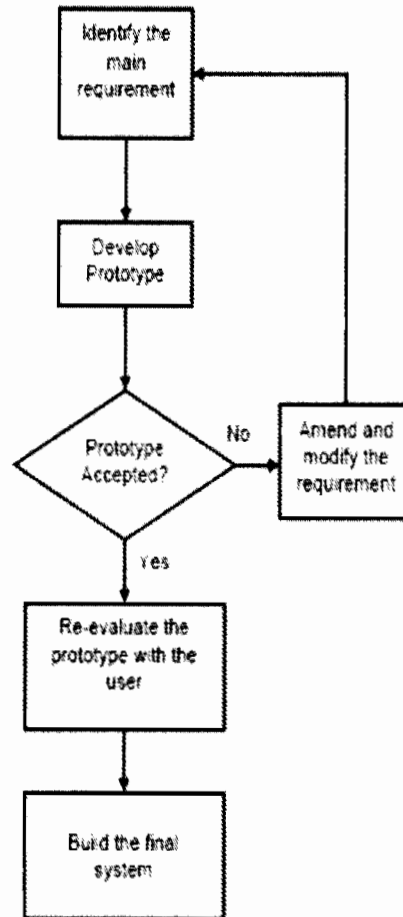 Identify the
main
requirement
Develop
Prototype
Prototype
Accepted?
No
Amend and
modify the
requirement
Yes
Re-evaluate the
prototype with the
user
Build the final
system